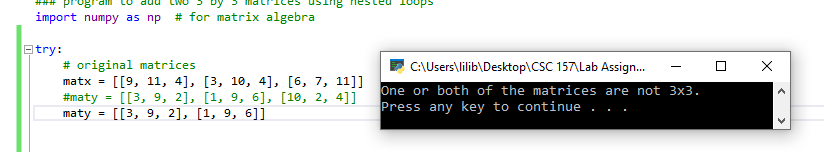 ### program to add two 3 by 3 matrices using nested loops
import numpy as np  # for matrix algebra
try:
# original matrices
matx = [[9, 11, 4], [3, 10, 4], [6, 7, 11]]
#maty = [[3, 9, 2], [1, 9, 6], [10, 2, 4]]
maty = [[3, 9, 2], [1, 9, 6]]
C:\Users\lilib\Desktop\CSC 157\Lab Assign...
One or both of the matrices are not 3x3.
Press any key to continue . . .